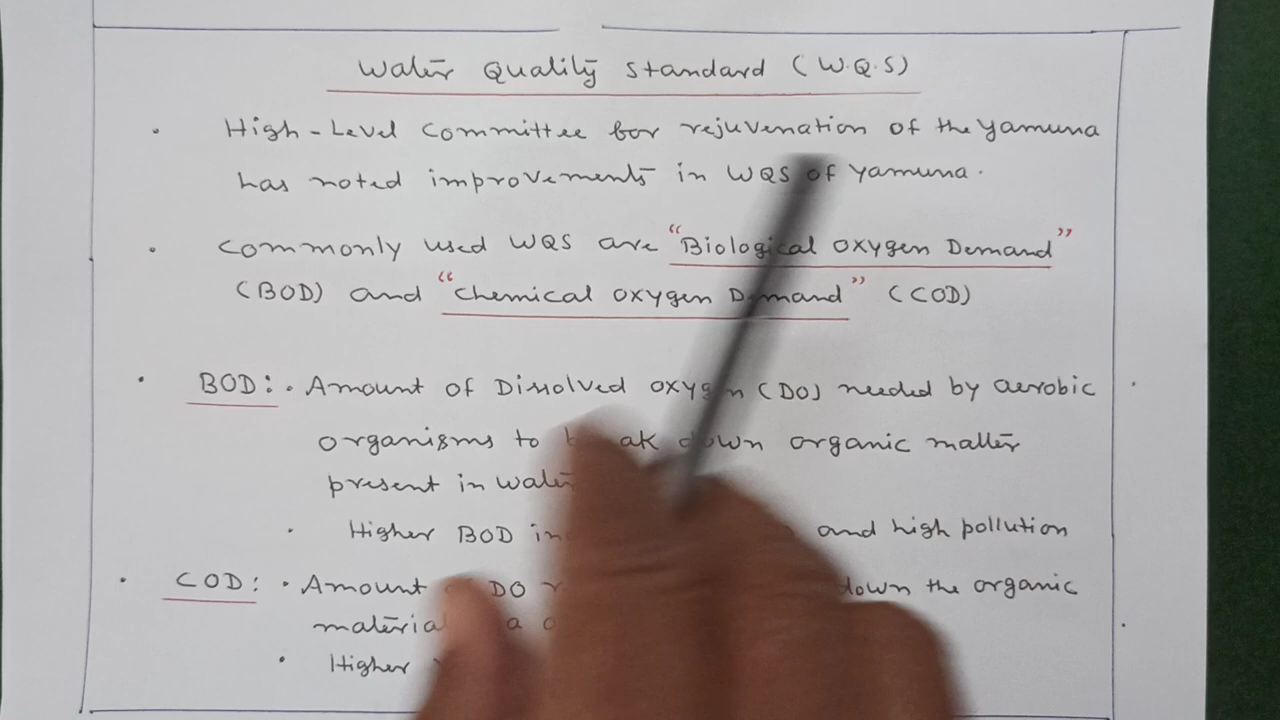 Water Quality Standard (W.Q.S)
High-Level Committee for rejuvenation of the Yamuna
has noted improvements in WQS of Yamuna.
Commonly used WQS are "Biological Oxygen Demand"
(BOD) and "Chemical Oxygen Demand" (COD)
BOD: Amount of Dissolved Oxygen (DO) needed by aerobic
organisms to down organic matter
present in water
Higher BOD and high pollution
COD: Amount DO down the organic
material a
Higher